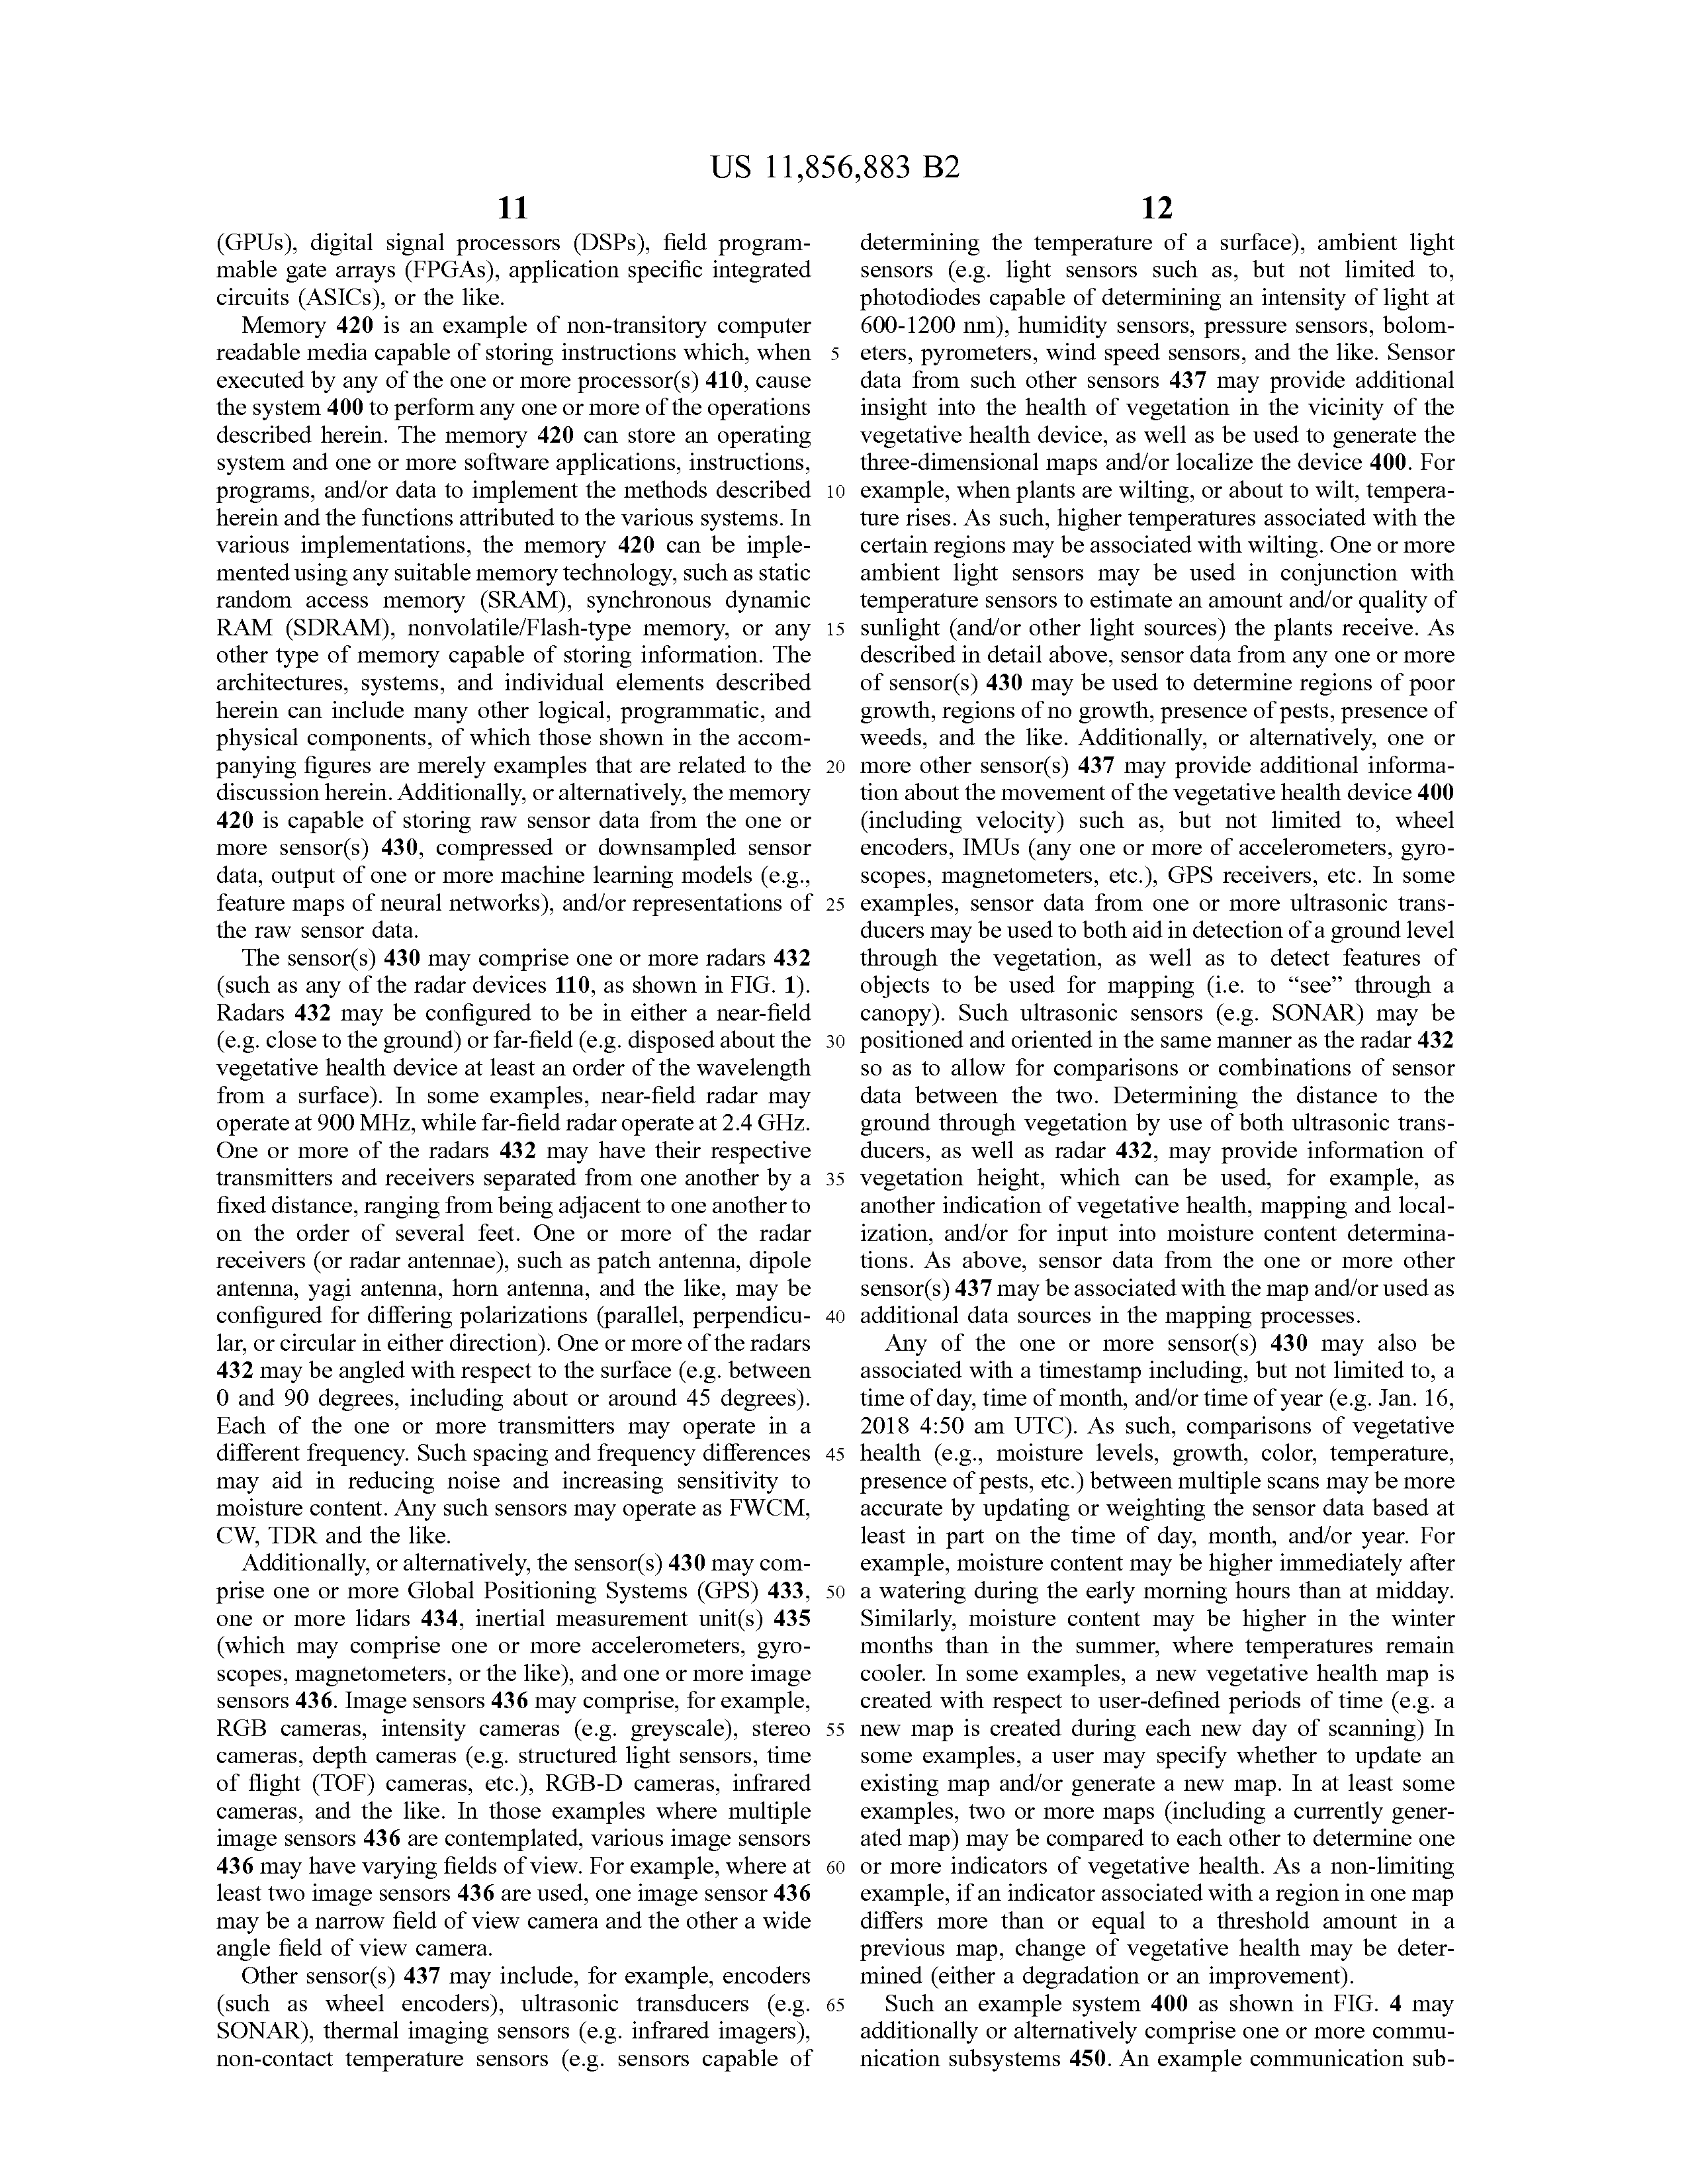 US 11,856,883 B2
11
(GPUs), digital signal processors (DSPs), field program-
mable gate arrays (FPGAs), application specific integrated
circuits (ASICs), or the like.
Memory 420 is an example of non-transitory computer
readable media capable of storing instructions which, when
executed by any of the one or more processor(s) 410, cause
the system 400 to perform any one or more of the operations
described herein. The memory 420 can store an operating
system and one or more software applications, instructions,
programs, and/or data to implement the methods described
herein and the functions attributed to the various systems. In
various implementations, the memory 420 can be imple-
mented using any suitable memory technology, such as static
random access memory (SRAM), synchronous dynamic
RAM (SDRAM), nonvolatile/Flash-type memory, or any
other type of memory capable of storing information. The
architectures, systems, and individual elements described
herein can include many other logical, programmatic, and
physical components, of which those shown in the accom-
panying figures are merely examples that are related to the
discussion herein. Additionally, or alternatively, the memory
420 is capable of storing raw sensor data from the one or
more sensor(s) 430, compressed or downsampled sensor
data, output of one or more machine learning models (e.g.,
feature maps of neural networks), and/or representations of
the raw sensor data.
The sensor(s) 430 may comprise one or more radars 432
(such as any of the radar devices 110, as shown in FIG. 1).
Radars 432 may be configured to be in either a near-field
(e.g. close to the ground) or far-field (e.g. disposed about the
vegetative health device at least an order of the wavelength
from a surface). In some examples, near-field radar may
operate at 900 MHz, while far-field radar operate at 2.4 GHz.
One or more of the radars 432 may have their respective
transmitters and receivers separated from one another by a
fixed distance, ranging from being adjacent to one another to
on the order of several feet. One or more of the radar
receivers (or radar antennae), such as patch antenna, dipole
antenna, yagi antenna, horn antenna, and the like, may be
configured for differing polarizations (parallel, perpendicu-
lar, or circular in either direction). One or more of the radars
432 may be angled with respect to the surface (e.g. between
0 and 90 degrees, including about or around 45 degrees).
Each of the one or more transmitters may operate in a
different frequency. Such spacing and frequency differences
may aid in reducing noise and increasing sensitivity to
moisture content. Any such sensors may operate as FWCM,
CW, TDR and the like.
Additionally, or alternatively, the sensor(s) 430 may com-
prise one or more Global Positioning Systems (GPS) 433,
one or more lidars 434, inertial measurement unit(s) 435
(which may comprise one or more accelerometers, gyro-
scopes, magnetometers, or the like), and one or more image
sensors 436. Image sensors 436 may comprise, for example,
RGB cameras, intensity cameras (e.g. greyscale), stereo
cameras, depth cameras (e.g. structured light sensors, time
of flight (TOF) cameras, etc.), RGB-D cameras, infrared
cameras, and the like. In those examples where multiple
image sensors 436 are contemplated, various image sensors
436 may have varying fields of view. For example, where at
least two image sensors 436 are used, one image sensor 436
may be a narrow field of view camera and the other a wide
angle field of view camera.
Other sensor(s) 437 may include, for example, encoders
(such as wheel encoders), ultrasonic transducers (e.g.
SONAR), thermal imaging sensors (e.g. infrared imagers),
non-contact temperature sensors (e.g. sensors capable of
5
10
15
20
25
30
35
40
45
50
55
60
65
12
determining the temperature of a surface), ambient light
sensors (e.g. light sensors such as, but not limited to,
photodiodes capable of determining an intensity of light at
600-1200 nm), humidity sensors, pressure sensors, bolom-
eters, pyrometers, wind speed sensors, and the like. Sensor
data from such other sensors 437 may provide additional
insight into the health of vegetation in the vicinity of the
vegetative health device, as well as be used to generate the
three-dimensional maps and/or localize the device 400. For
example, when plants are wilting, or about to wilt, tempera-
ture rises. As such, higher temperatures associated with the
certain regions may be associated with wilting. One or more
ambient light sensors may be used in conjunction with
temperature sensors to estimate an amount and/or quality of
sunlight (and/or other light sources) the plants receive. As
described in detail above, sensor data from any one or more
of sensor(s) 430 may be used to determine regions of poor
growth, regions of no growth, presence of pests, presence of
weeds, and the like. Additionally, or alternatively, one or
more other sensor(s) 437 may provide additional informa-
tion about the movement of the vegetative health device 400
(including velocity) such as, but not limited to, wheel
encoders, IMUs (any one or more of accelerometers, gyro-
scopes, magnetometers, etc.), GPS receivers, etc. In some
examples, sensor data from one or more ultrasonic trans-
ducers may be used to both aid in detection of a ground level
through the vegetation, as well as to detect features of
objects to be used for mapping (i.e. to “see” through a
canopy). Such ultrasonic sensors (e.g. SONAR) may be
positioned and oriented in the same manner as the radar 432
so as to allow for comparisons or combinations of sensor
data between the two. Determining the distance to the
ground through vegetation by use of both ultrasonic trans-
ducers, as well as radar 432, may provide information of
vegetation height, which can be used, for example, as
another indication of vegetative health, mapping and local-
ization, and/or for input into moisture content determina-
tions. As above, sensor data from the one or more other
sensor(s) 437 may be associated with the map and/or used as
additional data sources in the mapping processes.
Any of the one or more sensor(s) 430 may also be
associated with a timestamp including, but not limited to, a
time of day, time of month, and/or time of year (e.g. Jan. 16,
2018 4:50 am UTC). As such, comparisons of vegetative
health (e.g., moisture levels, growth, color, temperature,
presence of pests, etc.) between multiple scans may be more
accurate by updating or weighting the sensor data based at
least in part on the time of day, month, and/or year. For
example, moisture content may be higher immediately after
a watering during the early morning hours than at midday.
Similarly, moisture content may be higher in the winter
months than in the summer, where temperatures remain
cooler. In some examples, a new vegetative health map is
created with respect to user-defined periods of time (e.g. a
new map is created during each new day of scanning) In
some examples, a user may specify whether to update an
existing map and/or generate a new map. In at least some
examples, two or more maps (including a currently gener-
ated map) may be compared to each other to determine one
or more indicators of vegetative health. As a non-limiting
example, if an indicator associated with a region in one map
differs more than or equal to a threshold amount in a
previous map, change of vegetative health may be deter-
mined (either a degradation or an improvement).
Such an example system 400 as shown in FIG. 4 may
additionally or alternatively comprise one or more commu-
nication subsystems 450. An example communication sub-